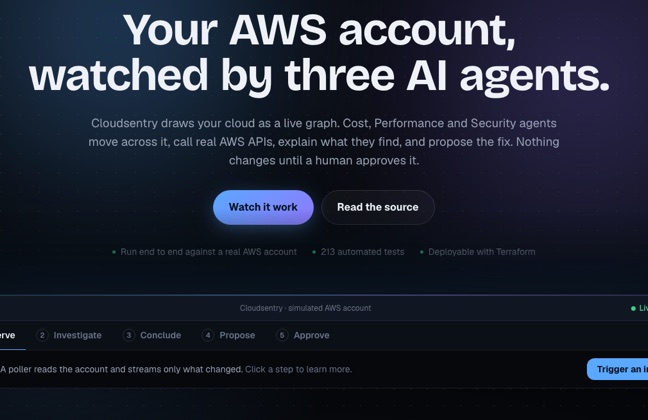 Your AWS account,
watched by three AI agents.
Cloudsentry draws your cloud as a live graph. Cost, Performance and Security agents
move across it, call real AWS APIs, explain what they find, and propose the fix. Nothing
changes until a human approves it.
Watch it work Read the source
Run end to end against a real AWS account 213 automated tests Deployable with Terraform
Cloudsentry · simulated AWS account
2 Investigate 3 Conclude 4 Propose 5 Approve
A poller reads the account and streams only what changed. Click a step to learn more.
Trigger an